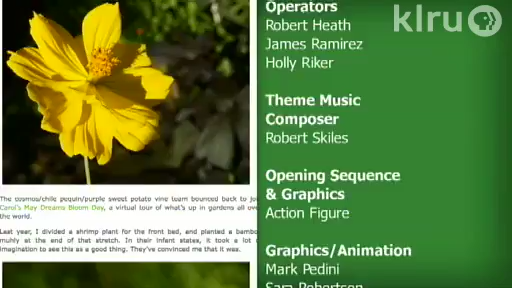 klru PBS
Operators
Robert Heath
James Ramirez
Holly Riker
Theme Music
Composer
Robert Skiles
Opening Sequence
& Graphics
Action Figure
Graphics/Animation
Mark Pedini
Sara Robertson
The cosmos/chile pequin/purple sweet potato vine team bounced back to
Carol's May Dreams Bloom Day, a virtual tour of what's up in gardens all
the world.
Last year, I divided a shrimp plant for the front bed, and planted a
muhly at the end of that stretch. In their infant states, it took a lot
imagination to see this as a good thing. They've convinced me that it was.